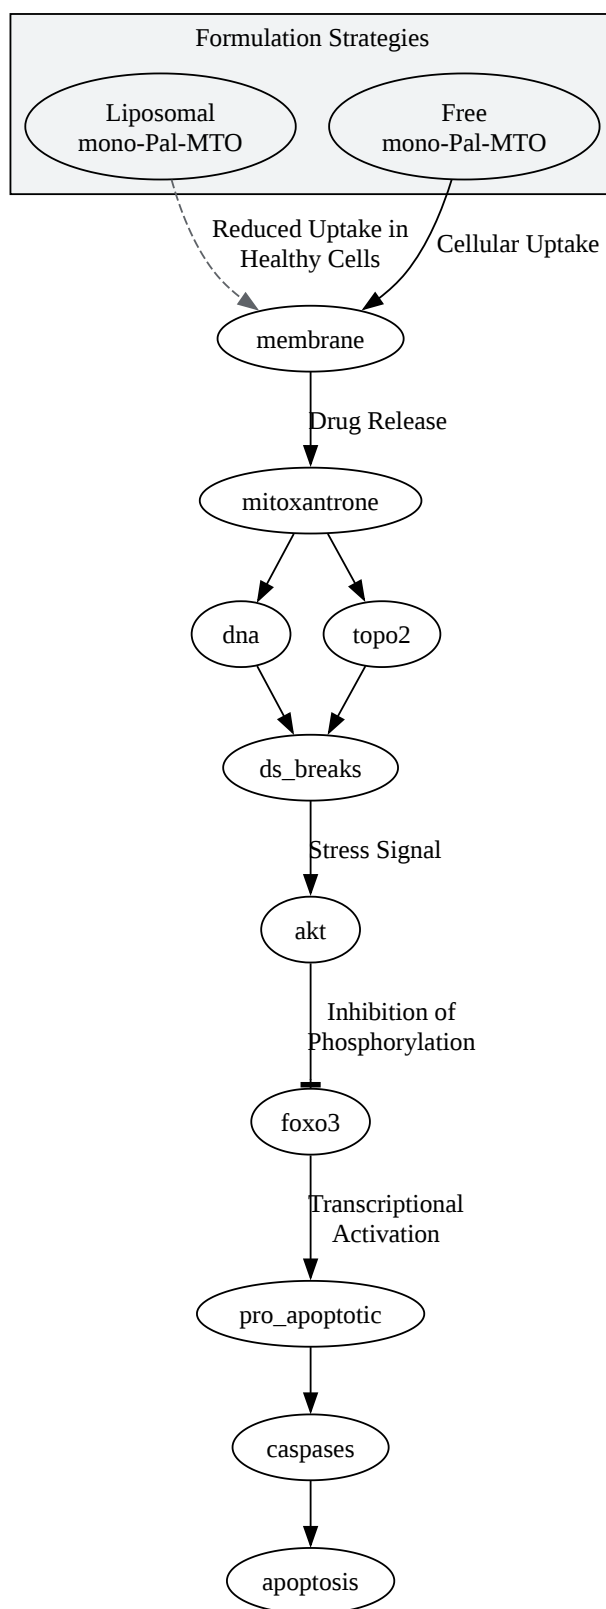 Formulation Strategies
Liposomal
mono-Pal-MTO
Free
mono-Pal-MTO
Reduced Uptake in
Healthy Cells
Cellular Uptake
membrane
Drug Release
mitoxantrone
dna
topo2
ds_breaks
Stress Signal
akt
Inhibition of
Phosphorylation
foxo3
Transcriptional
Activation
pro_apoptotic
caspases
apoptosis